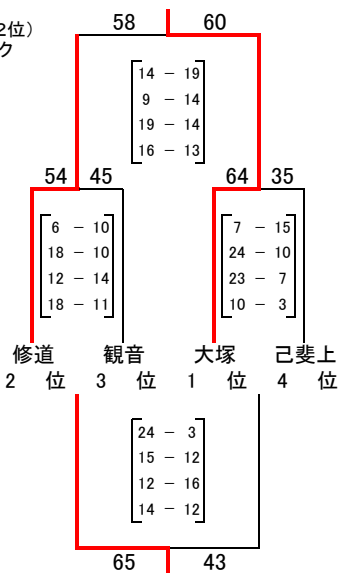 2位）
ク
58 60
14 － 19
9 － 14
19 － 14
16 － 13
54 45 64 35
6 － 10 7 － 15
18 － 10 24 － 10
12 － 14 23 － 7
18 － 11 10 － 3
修道 観音 大塚 己斐上
2 位 3 位 1 位 4 位
24 － 3
15 － 12
12 － 16
14 － 12
65 43